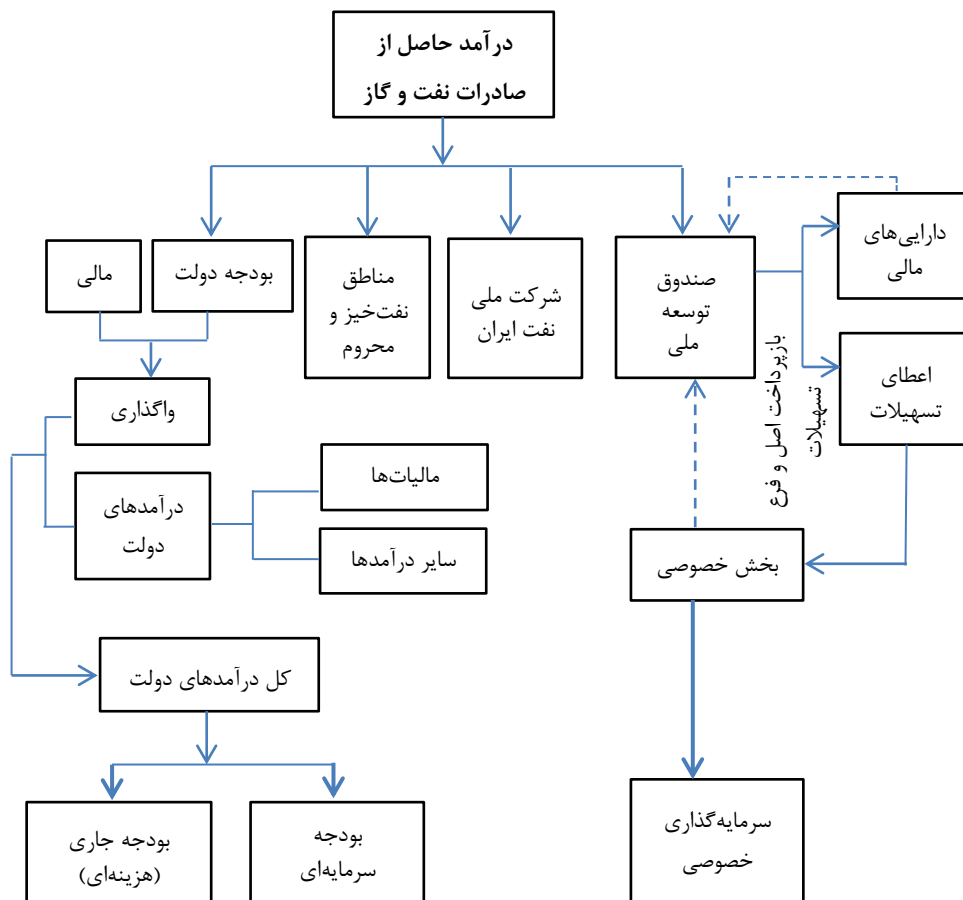 درآمد حاصل از
صادرات نفت و گاز
دارایی‌های
مالی
صندوق
توسعه
ملی
شرکت ملی
نفت ایران
مناطق
نفت‌خیز و
محروم
بودجه دولت
مالی
اعطای
تسهیلات
بازپرداخت اصل و فرع
تسهیلات
واگذاری
مالیات‌ها
درآمدهای
دولت
سایر درآمدها
بخش خصوصی
کل درآمدهای دولت
سرمایه‌گذاری
خصوصی
بودجه
سرمایه‌ای
بودجه جاری
(هزینه‌ای)